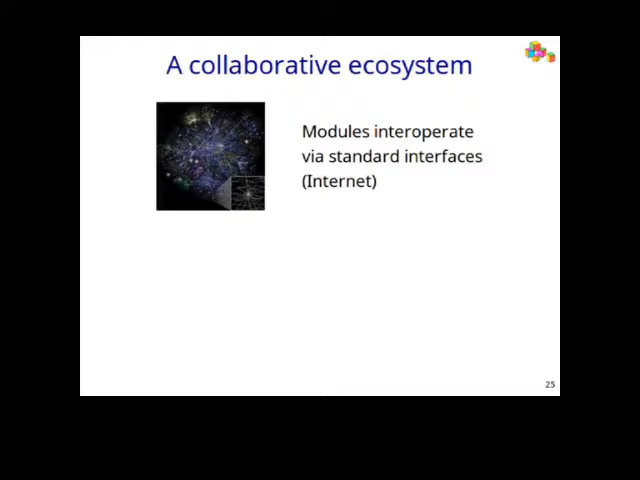 A collaborative ecosystem
Modules interoperate
via standard interfaces
(Internet)
25